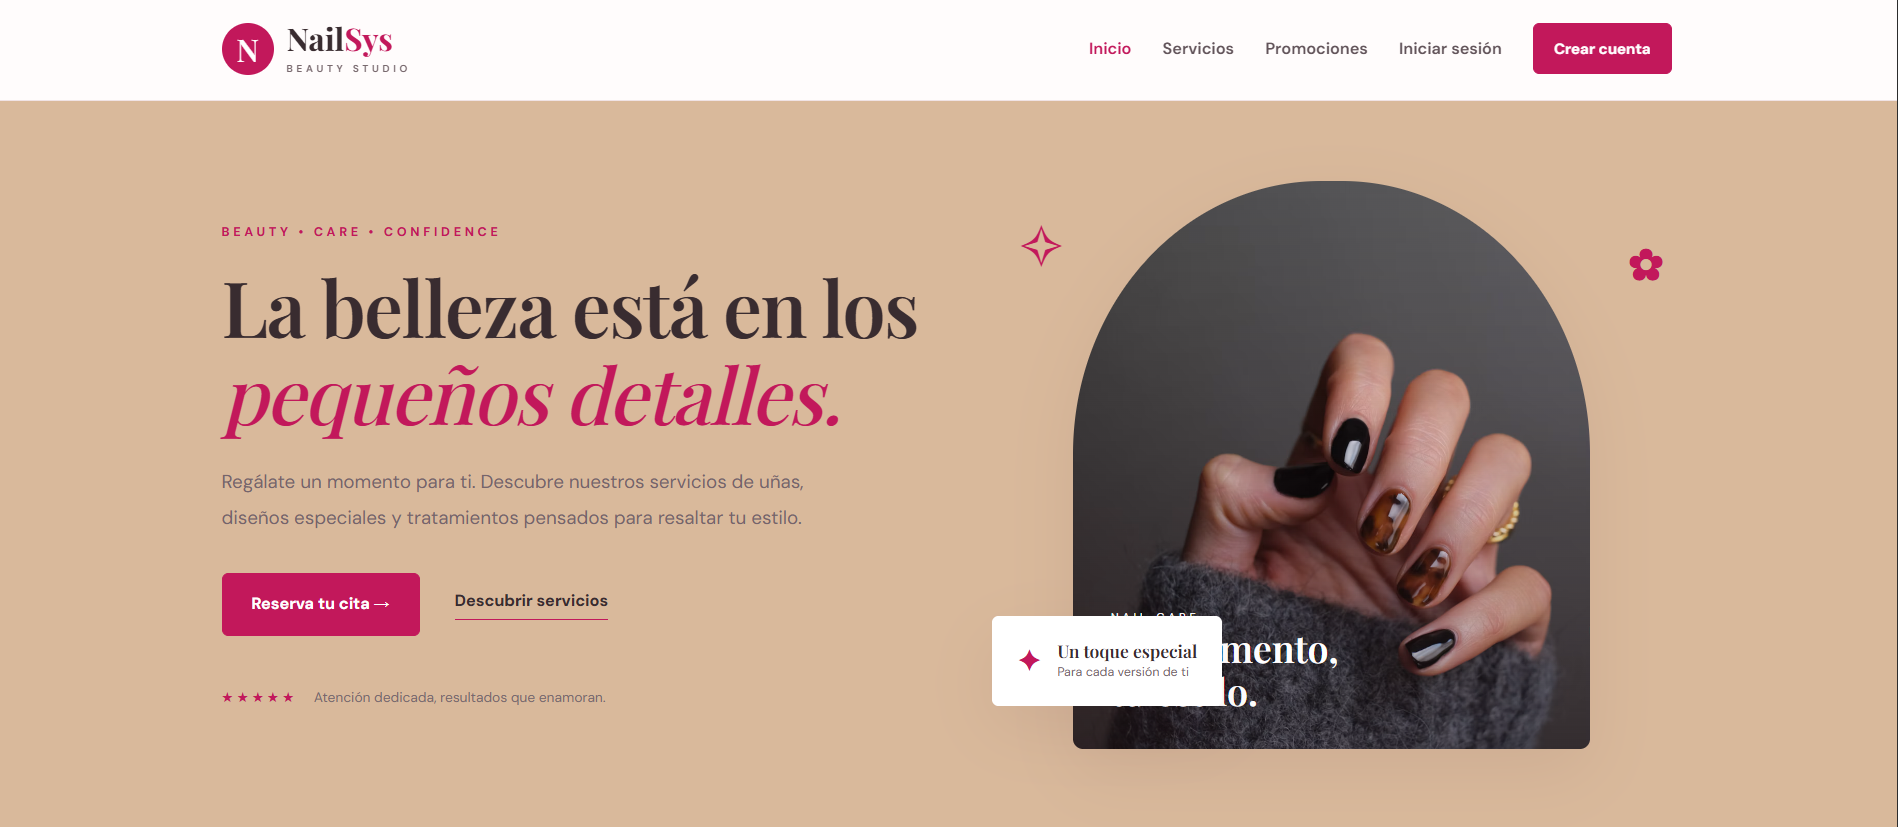 N
NailSys
BEAUTY STUDIO
Inicio
Servicios
Promociones
Iniciar sesión
Crear cuenta
BEAUTY • CARE • CONFIDENCE
La belleza está en los
pequeños detalles.
Regálate un momento para ti. Descubre nuestros servicios de uñas,
diseños especiales y tratamientos pensados para resaltar tu estilo.
Reserva tu cita →
Descubrir servicios
★★★★★ Atención dedicada, resultados que enamoran.
NAIL CARE
mento,
lo.
Un toque especial
Para cada versión de ti